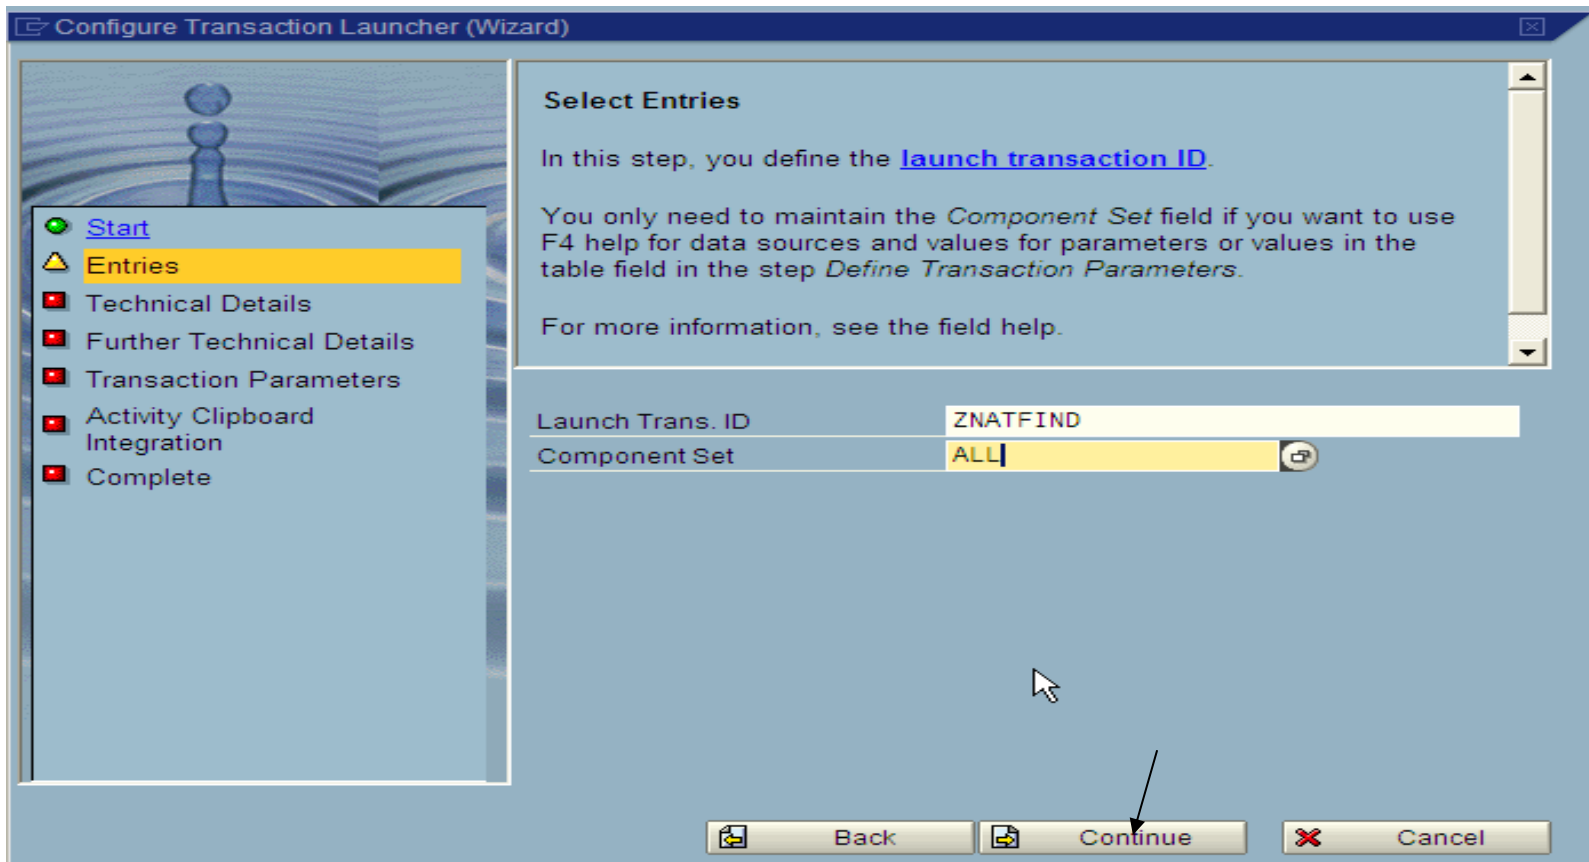 Configure Transaction Launcher (Wizard)
Start
Entries
Technical Details
Further Technical Details
Transaction Parameters
Activity Clipboard
Integration
Complete
Select Entries
In this step, you define the launch transaction ID.
You only need to maintain the Component Set field if you want to use
F4 help for data sources and values for parameters or values in the
table field in the step Define Transaction Parameters.
For more information, see the field help.
Launch Trans. ID ZNATFIND
Component Set ALL
Back Continue Cancel